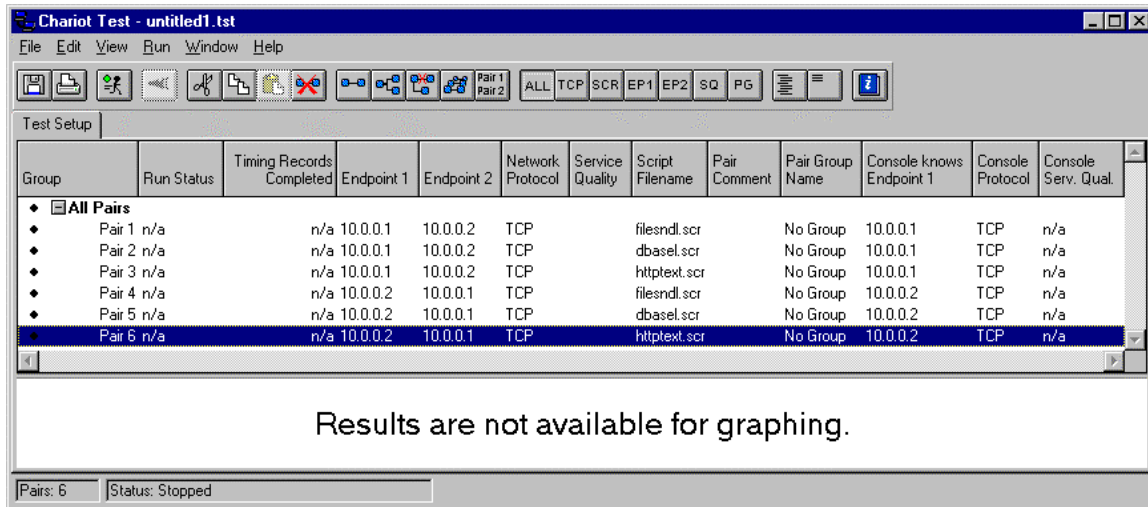 Chariot Test - untitled1.tst
File Edit View Run Window Help
Pair 1 Pair 2 ALL TCP SCR EP1 EP2 SQ PG
Test Setup
Group Run Status Timing Records Completed Endpoint 1 Endpoint 2 Network Protocol Service Quality Script Filename Pair Comment Pair Group Name Console knows Endpoint 1 Console Protocol Console Serv. Qual.
All Pairs
Pair 1 n/a n/a 10.0.0.1 10.0.0.2 TCP filesndl.scr No Group 10.0.0.1 TCP n/a
Pair 2 n/a n/a 10.0.0.1 10.0.0.2 TCP dbasel.scr No Group 10.0.0.1 TCP n/a
Pair 3 n/a n/a 10.0.0.1 10.0.0.2 TCP httptext.scr No Group 10.0.0.1 TCP n/a
Pair 4 n/a n/a 10.0.0.2 10.0.0.1 TCP filesndl.scr No Group 10.0.0.2 TCP n/a
Pair 5 n/a n/a 10.0.0.2 10.0.0.1 TCP dbasel.scr No Group 10.0.0.2 TCP n/a
Pair 6 n/a n/a 10.0.0.2 10.0.0.1 TCP httptext.scr No Group 10.0.0.2 TCP n/a
Results are not available for graphing.
Pairs: 6 Status: Stopped